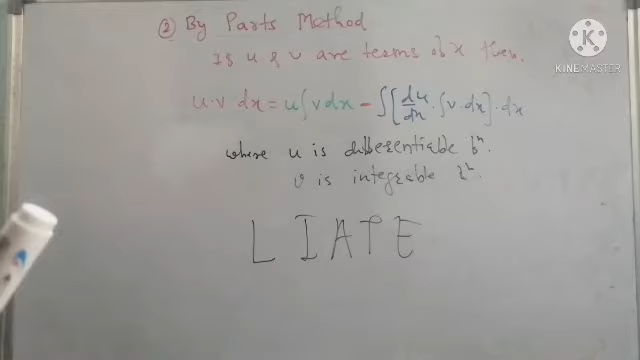 ② By Parts Method
If u & v are terms of x then.
u·v dx = u∫v dx − ∫[du/dx · ∫v·dx]·dx
where u is differentiable fⁿ.
v is integrable fⁿ.
LIATE
KINEMASTER